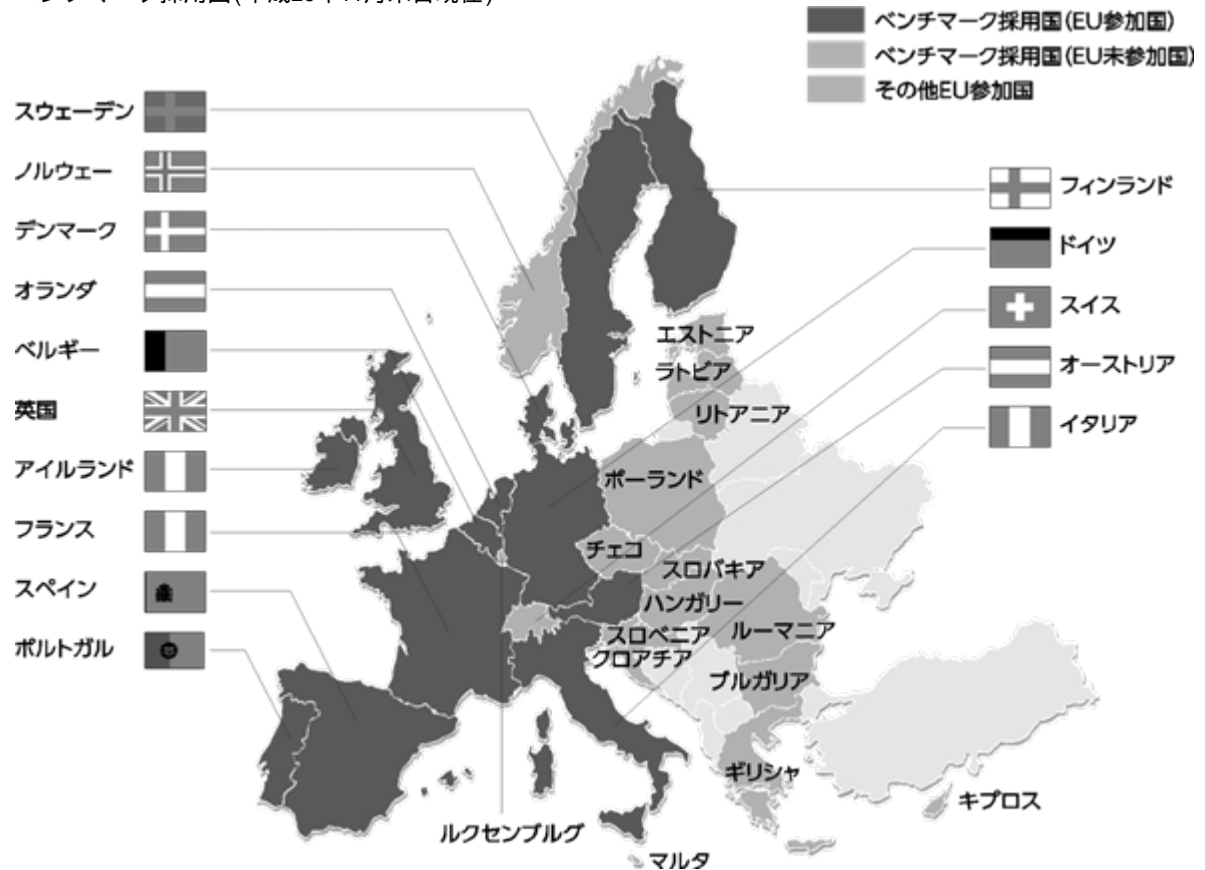 ベンチマーク採用国(EU参加国)
ベンチマーク採用国(EU未参加国)
その他EU参加国
スウェーデン
ノルウェー
デンマーク
オランダ
ベルギー
英国
アイルランド
フランス
スペイン
ポルトガル
フィンランド
ドイツ
スイス
オーストリア
イタリア
エストニア
ラトビア
リトアニア
ポーランド
チェコ
スロバキア
ハンガリー
スロベニア
クロアチア
ルーマニア
ブルガリア
ギリシャ
キプロス
ルクセンブルグ
マルタ